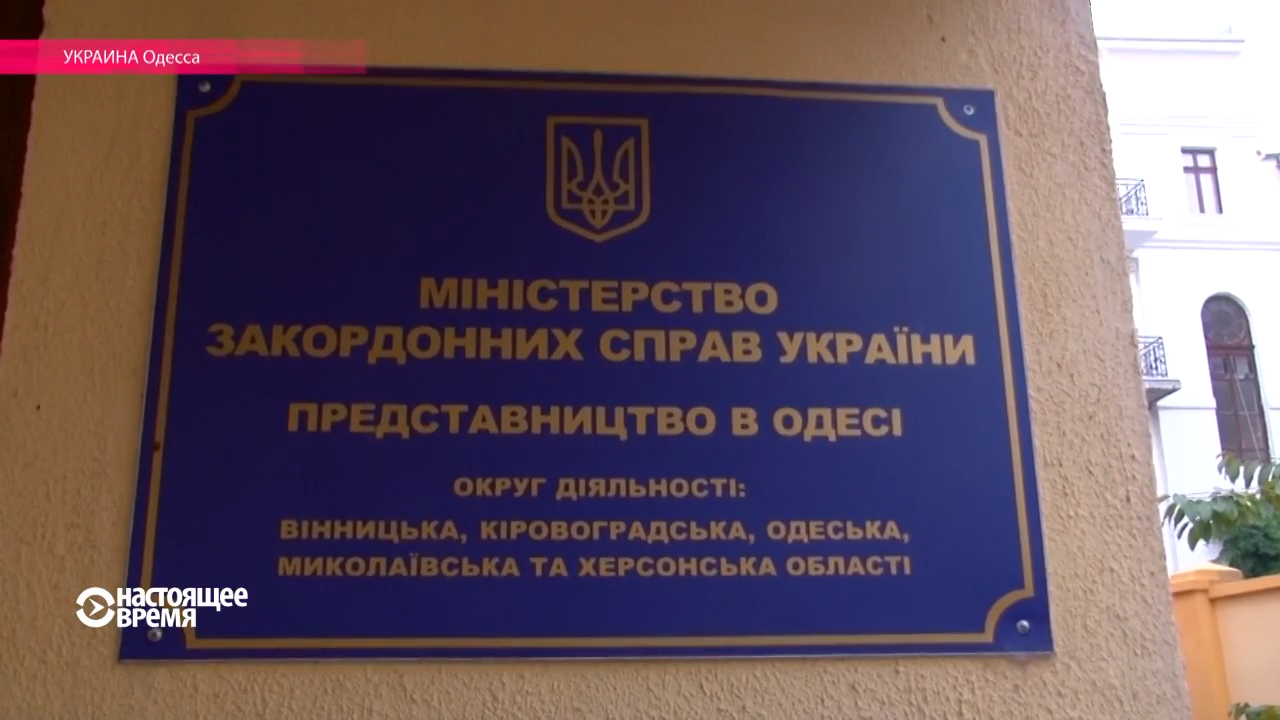 УКРАИНА Одесса
МІНІСТЕРСТВО
ЗАКОРДОННИХ СПРАВ УКРАЇНИ
ПРЕДСТАВНИЦТВО В ОДЕСІ
ОКРУГ ДІЯЛЬНОСТІ:
ВІННИЦЬКА, КІРОВОГРАДСЬКА, ОДЕСЬКА,
МИКОЛАЇВСЬКА ТА ХЕРСОНСЬКА ОБЛАСТІ
НАСТОЯЩЕЕ
ВРЕМЯ